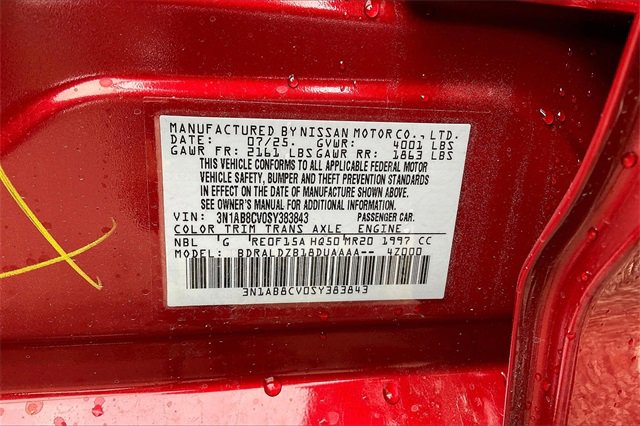 MANUFACTURED BY NISSAN MOTOR CO., LTD.
DATE: 07/25. GVWR: 4001 LBS
GAWR FR: 2161 LBS GAWR RR: 1863 LBS
THIS VEHICLE CONFORMS TO ALL APPLICABLE FEDERAL MOTOR
VEHICLE SAFETY, BUMPER AND THEFT PREVENTION STANDARDS
IN EFFECT ON THE DATE OF MANUFACTURE SHOWN ABOVE.
SEE OWNER'S MANUAL FOR ADDITIONAL INFORMATION.
VIN: 3N1AB8CV0SY383843 PASSENGER CAR.
COLOR TRIM TRANS AXLE ENGINE
NBL G RE0F15A HQ50 MR20 1997 CC
MODEL: BDRALDZB18DUAAAA-- 4Z000
3N1AB8CV0SY383843